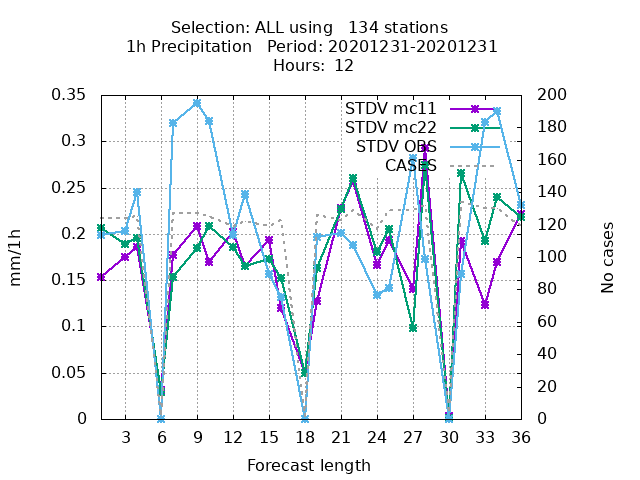 Selection: ALL using   134 stations
1h Precipitation   Period: 20201231-20201231
Hours: 12
STDV mc11
STDV mc22
STDV OBS
CASES
0.35
0.3
0.25
0.2
0.15
0.1
0.05
0
mm/1h
200
180
160
140
120
100
80
60
40
20
0
No cases
3 6 9 12 15 18 21 24 27 30 33 36
Forecast length